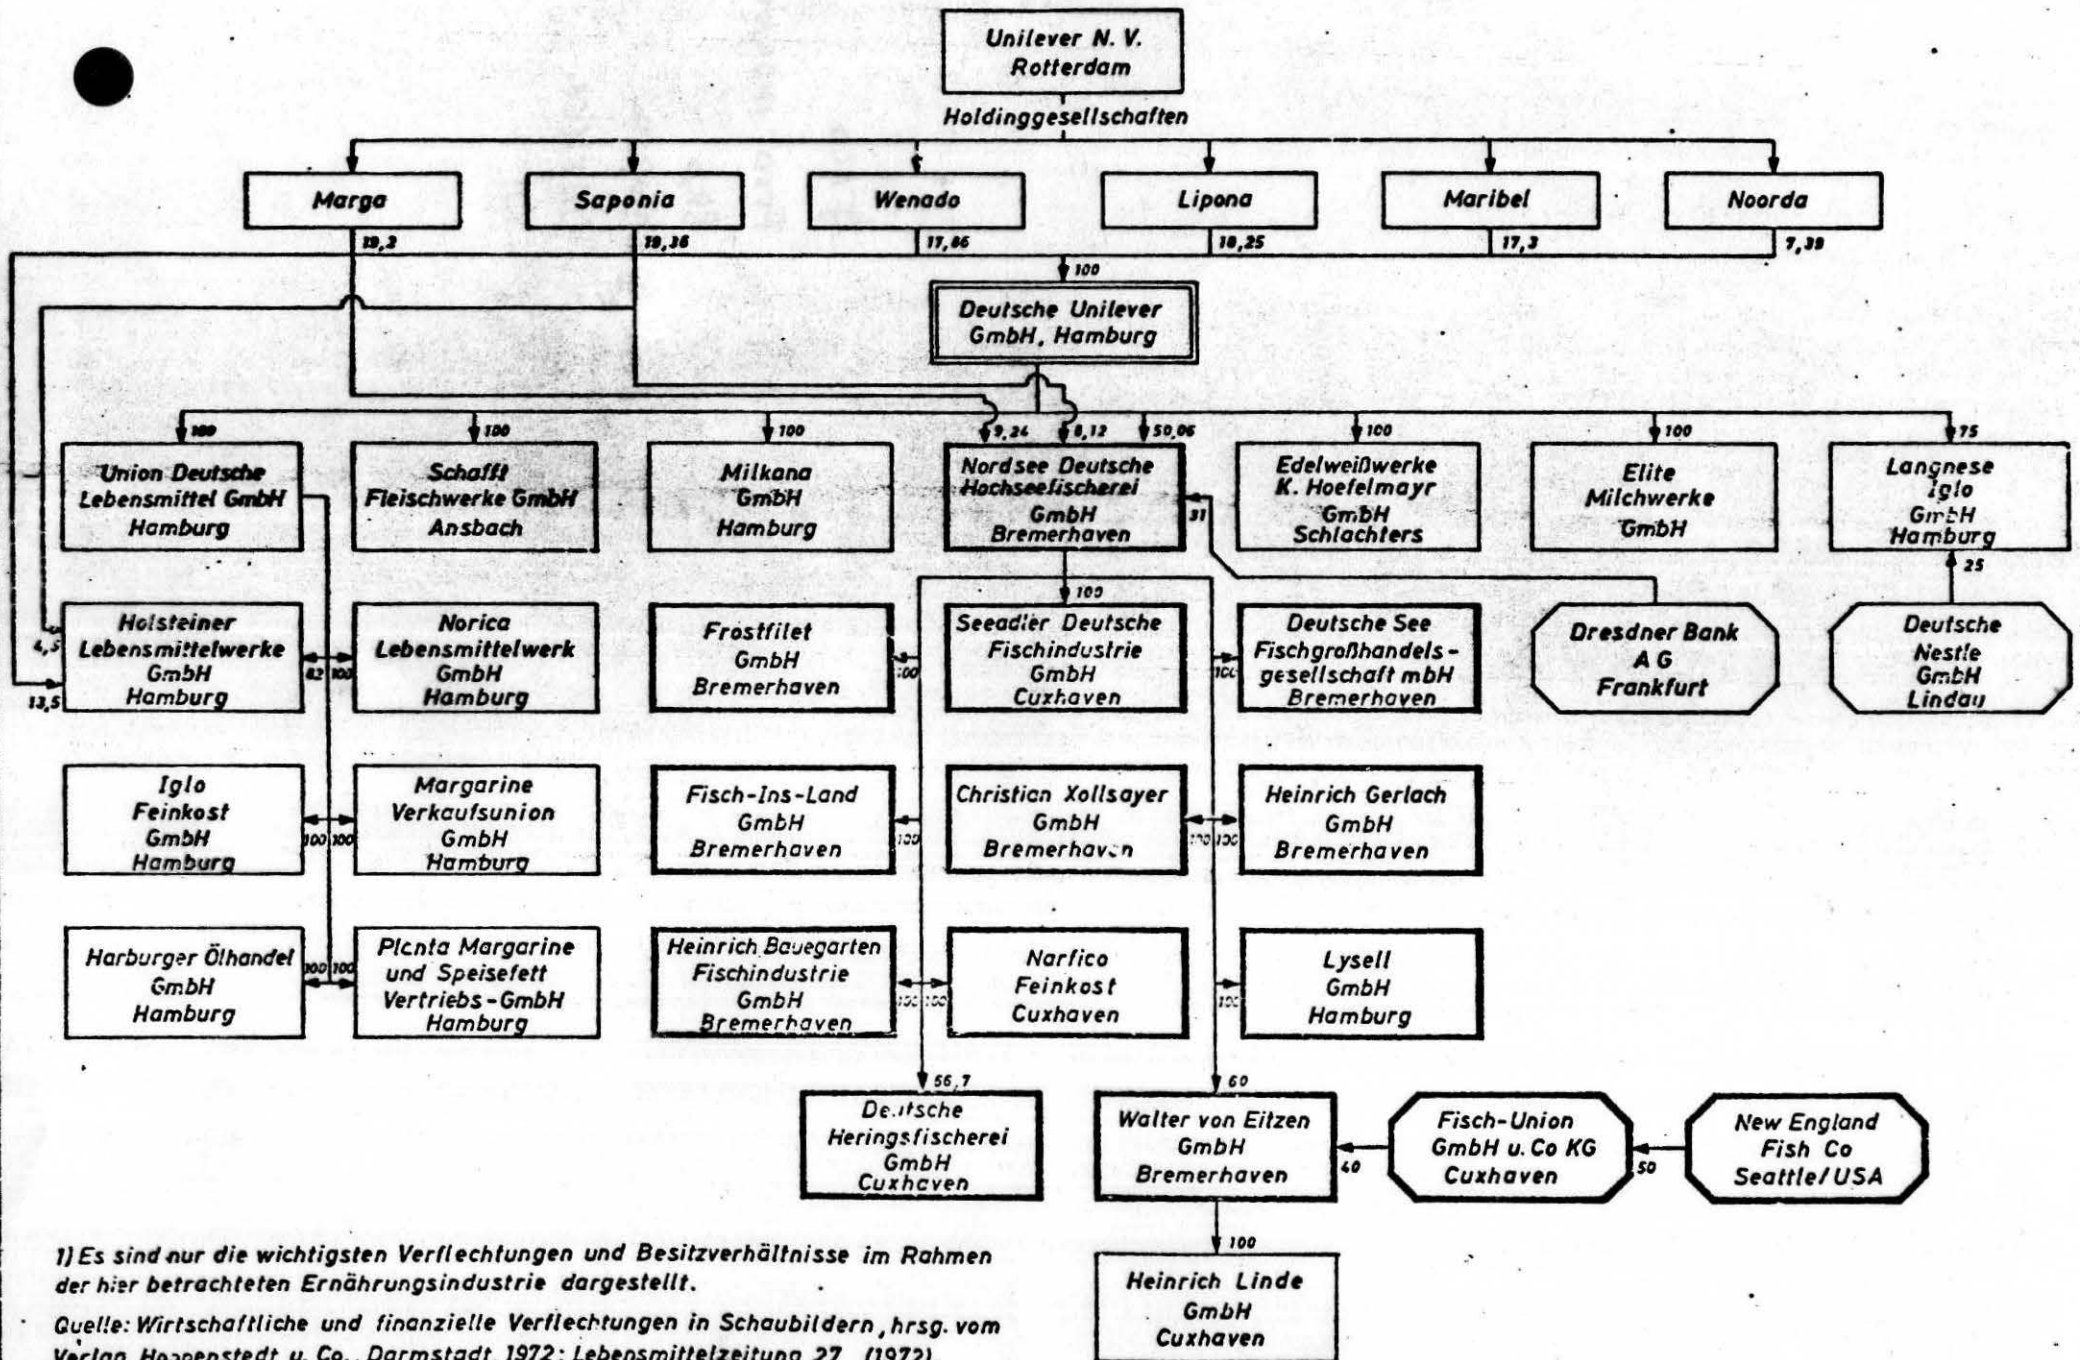 Unilever N. V.
Rotterdam
Holdinggesellschaften
Marga
Saponia
Wenado
Lipona
Maribel
Noorda
19,2
19,36
17,86
18,25
17,3
7,39
100
Deutsche Unilever
GmbH, Hamburg
100
100
100
9,24
8,12
50,06
100
100
75
Union Deutsche
Lebensmittel GmbH
Hamburg
Schafft
Fleischwerke GmbH
Ansbach
Milkana
GmbH
Hamburg
Nordsee Deutsche
Hochseefischerei
GmbH
Bremerhaven
31
Edelweißwerke
K. Hoefelmayr
GmbH
Schlachters
Elite
Milchwerke
GmbH
Langnese
Iglo
GmbH
Hamburg
25
100
4,5
13,5
Holsteiner
Lebensmittelwerke
GmbH
Hamburg
82
100
Norica
Lebensmittelwerk
GmbH
Hamburg
Frostfilet
GmbH
Bremerhaven
100
Seeadler Deutsche
Fischindustrie
GmbH
Cuxhaven
100
Deutsche See
Fischgroßhandels-
gesellschaft mbH
Bremerhaven
Dresdner Bank
AG
Frankfurt
Deutsche
Nestle
GmbH
Lindau
Iglo
Feinkost
GmbH
Hamburg
100
100
Margarine
Verkaufsunion
GmbH
Hamburg
Fisch-Ins-Land
GmbH
Bremerhaven
100
Christian Xollsayer
GmbH
Bremerhaven
100
100
Heinrich Gerlach
GmbH
Bremerhaven
Harburger Ölhandel
GmbH
Hamburg
100
100
Planta Margarine
und Speisefett
Vertriebs-GmbH
Hamburg
Heinrich Bauegarten
Fischindustrie
GmbH
Bremerhaven
100
100
Narfico
Feinkost
Cuxhaven
100
Lysell
GmbH
Hamburg
56,7
60
Deutsche
Heringsfischerei
GmbH
Cuxhaven
Walter von Eitzen
GmbH
Bremerhaven
40
Fisch-Union
GmbH u. Co KG
Cuxhaven
50
New England
Fish Co
Seattle/USA
100
Heinrich Linde
GmbH
Cuxhaven
1) Es sind nur die wichtigsten Verflechtungen und Besitzverhältnisse im Rahmen
der hier betrachteten Ernährungsindustrie dargestellt.
Quelle: Wirtschaftliche und finanzielle Verflechtungen in Schaubildern, hrsg. vom
Verlag Hoppenstedt u. Co., Darmstadt, 1972; Lebensmittelzeitung 27 (1972)